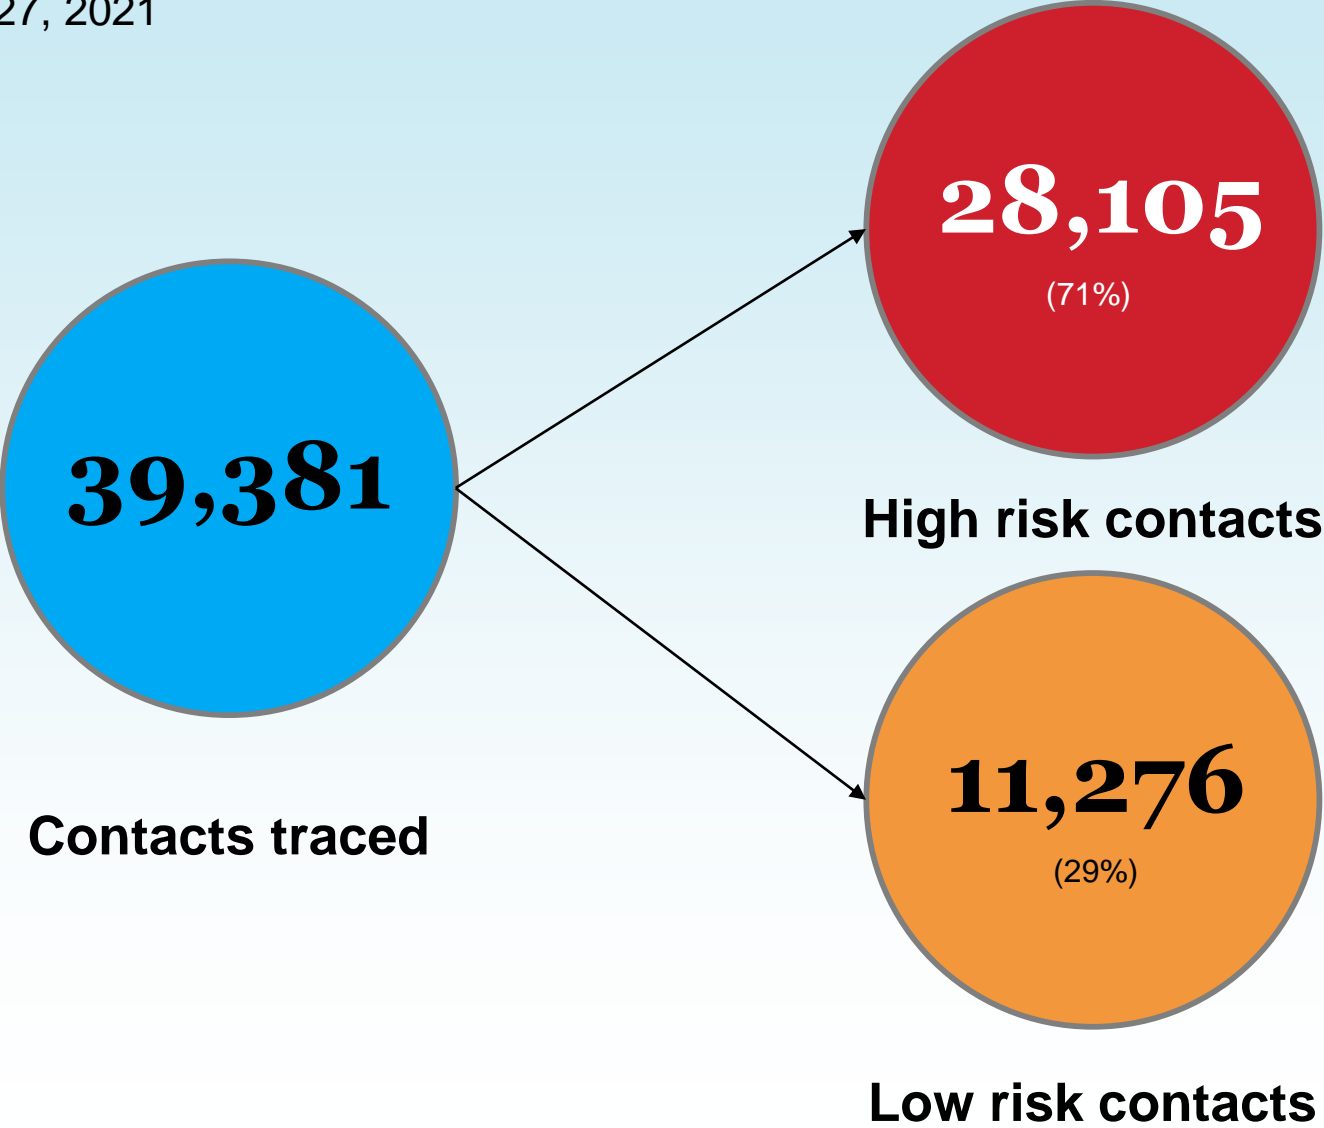 27, 2021
28,105
(71%)
High risk contacts
39,381
Contacts traced
11,276
(29%)
Low risk contacts